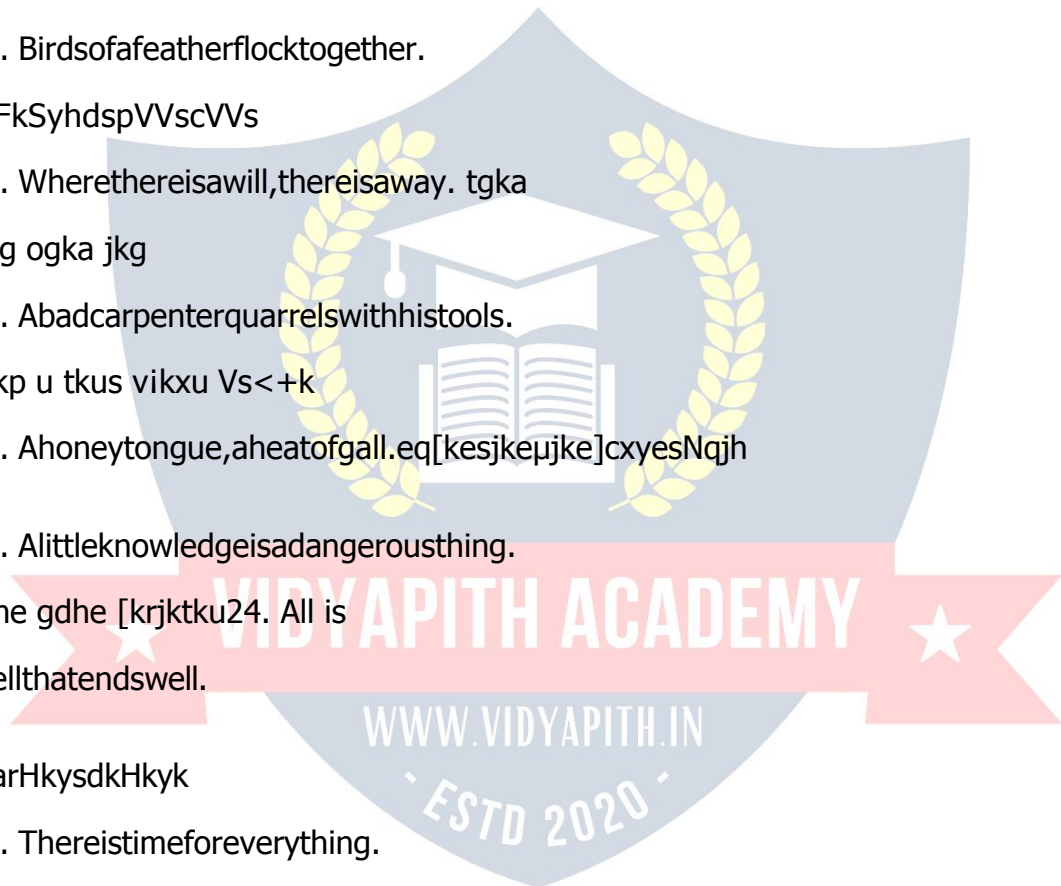 . Birdsofafeatherflocktogether.
FkSyhdspVVscVVs
. Wherethereisawill,thereisaway. tgka
g ogka jkg
. Abadcarpenterquarrelswithhistools.
kp u tkus vikxu Vs<+k
. Ahoneytongue,aheatofgall.eq[kesjkeµjke]cxyesNqjh
. Alittleknowledgeisadangerousthing.
he gdhe [krjktku24. All is
ellthatendswell.
arHkysdkHkyk
. Thereistimeforeverything.
VIDYAPITH ACADEMY
WWW.VIDYAPITH.IN
- ESTD 2020 -